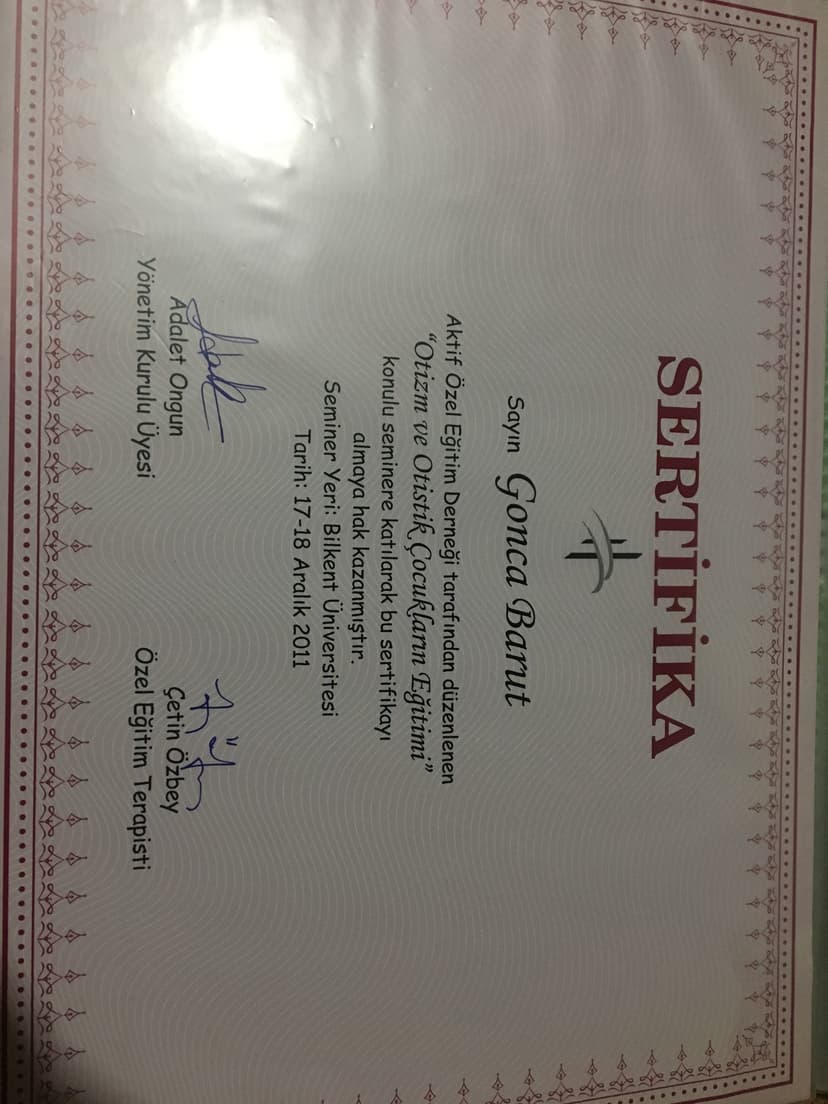 SERTİFİKA
Sayın Gonca Barut
Aktif Özel Eğitim Derneği tarafından düzenlenen
“Otizm ve Otistik Çocukların Eğitimi”
konulu seminere katılarak bu sertifikayı
almaya hak kazanmıştır.
Seminer Yeri: Bilkent Üniversitesi
Tarih: 17-18 Aralık 2011
Adalet Ongun
Yönetim Kurulu Üyesi
Çetin Özbey
Özel Eğitim Terapisti